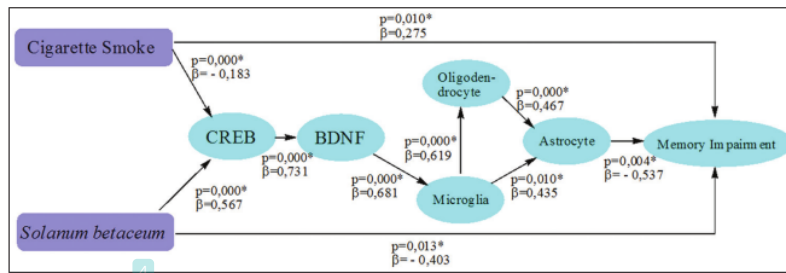 p=0,010*
β=0,275
Cigarette Smoke
p=0,000*
β= - 0,183
Oligoden-
drocyte
p=0,000*
β=0,467
CREB
BDNF
p=0,000*
β=0,731
p=0,000*
β=0,619
Astrocyte
Memory Impairment
p=0,000*
β=0,681
p=0,004*
β= - 0,537
p=0,000*
β=0,567
Microglia
p=0,010*
β=0,435
Solanum betaceum
p=0,013*
β= - 0,403
4